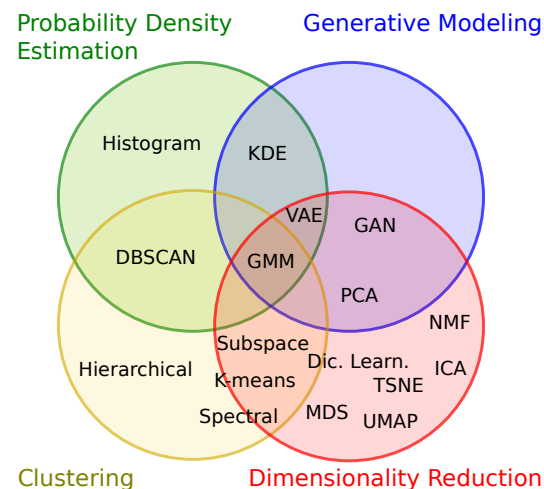 Probability Density
Estimation
Generative Modeling
Histogram
KDE
VAE
GAN
DBSCAN
GMM
PCA
NMF
Subspace
Dic. Learn.
Hierarchical
ICA
K-means
TSNE
Spectral
MDS
UMAP
Clustering
Dimensionality Reduction